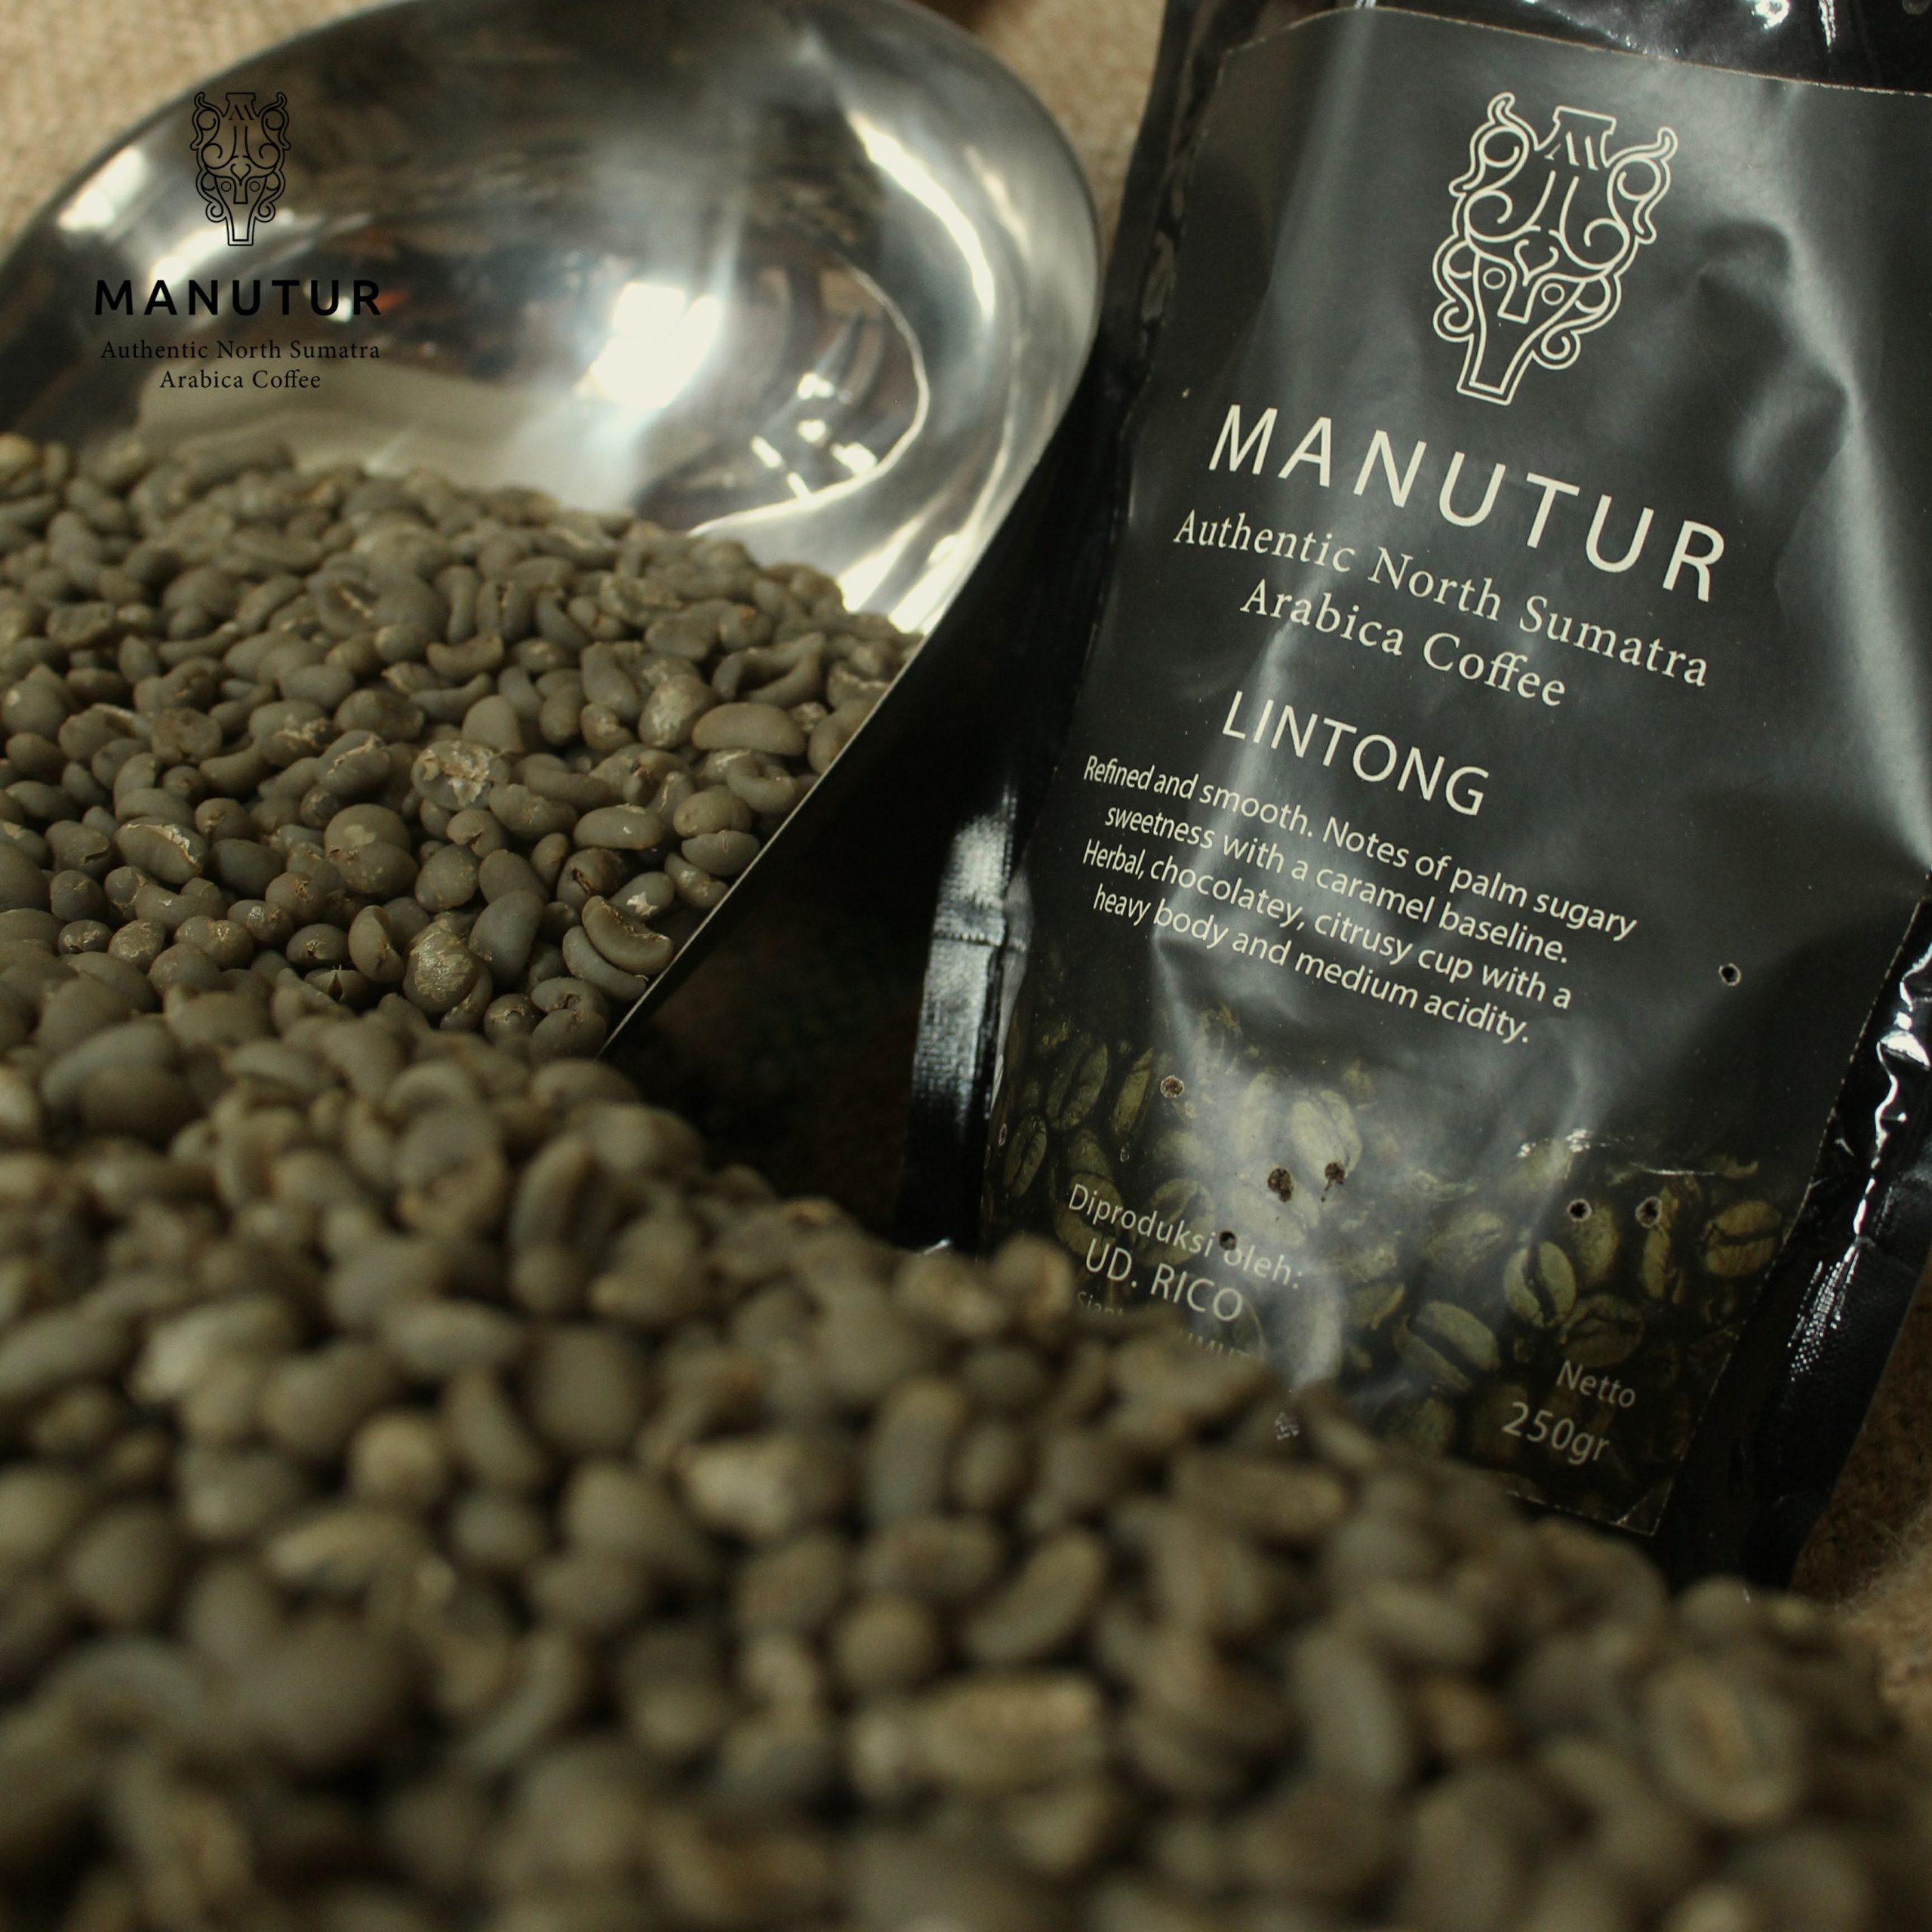 MANUTUR
Authentic North Sumatra
Arabica Coffee
MANUTUR
Authentic North Sumatra
Arabica Coffee
LINTONG
Refined and smooth. Notes of palm sugary
sweetness with a caramel baseline.
Herbal, chocolatey, citrusy cup with a
heavy body and medium acidity.
Diproduksi oleh:
UD. RICO
Netto
250gr